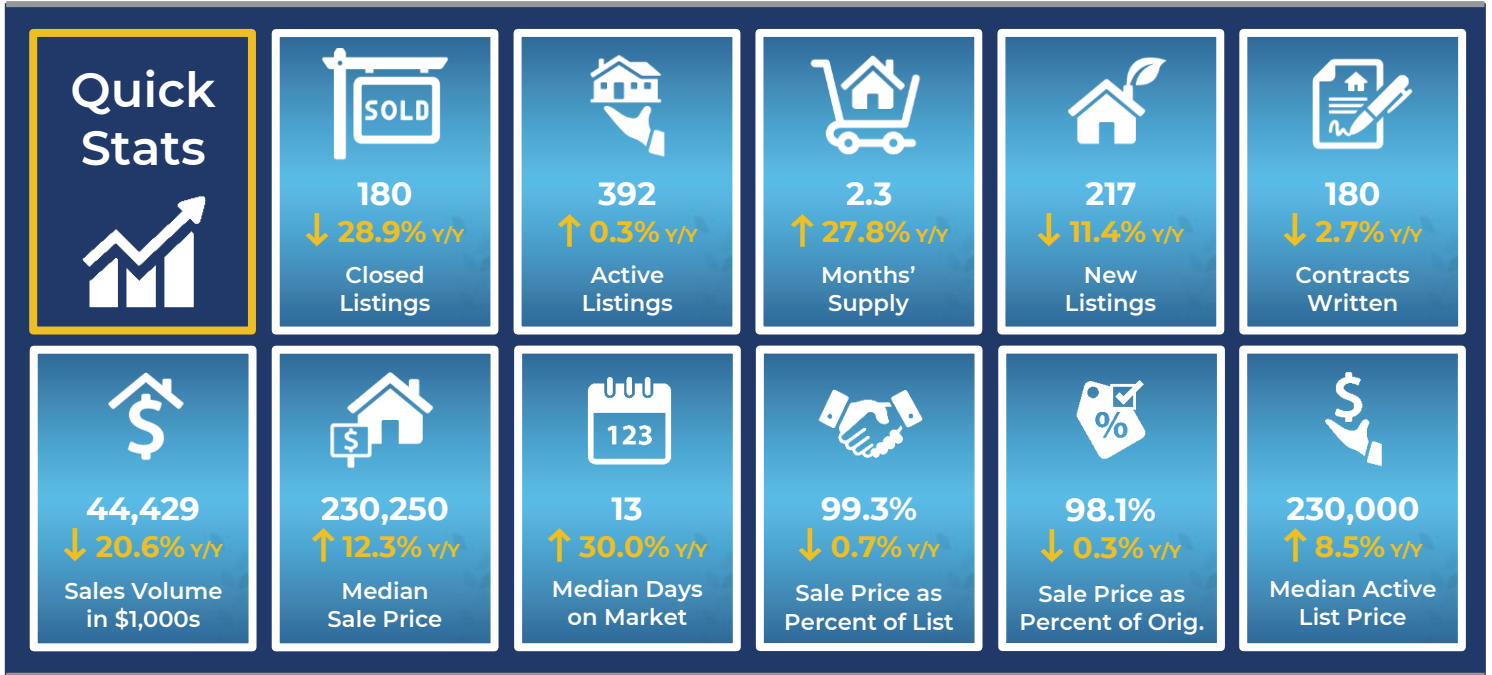 Quick
Stats
SOLD
180
↓ 28.9% Y/Y
Closed
Listings
392
↑ 0.3% Y/Y
Active
Listings
2.3
↑ 27.8% Y/Y
Months’
Supply
217
↓ 11.4% Y/Y
New
Listings
180
↓ 2.7% Y/Y
Contracts
Written
$
44,429
↓ 20.6% Y/Y
Sales Volume
in $1,000s
$
230,250
↑ 12.3% Y/Y
Median
Sale Price
123
13
↑ 30.0% Y/Y
Median Days
on Market
99.3%
↓ 0.7% Y/Y
Sale Price as
Percent of List
%
98.1%
↓ 0.3% Y/Y
Sale Price as
Percent of Orig.
$
230,000
↑ 8.5% Y/Y
Median Active
List Price